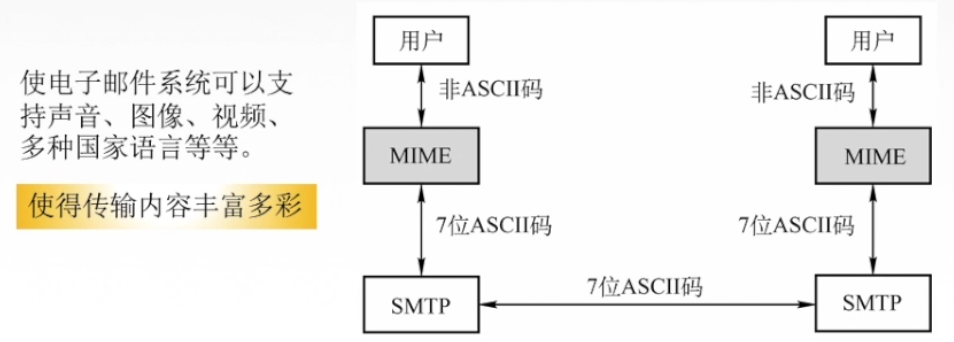 使电子邮件系统可以支
持声音、图像、视频、
多种国家语言等等。
使得传输内容丰富多彩
用户
用户
非ASCII码
非ASCII码
MIME
MIME
7位ASCII码
7位ASCII码
7位ASCII码
SMTP
SMTP